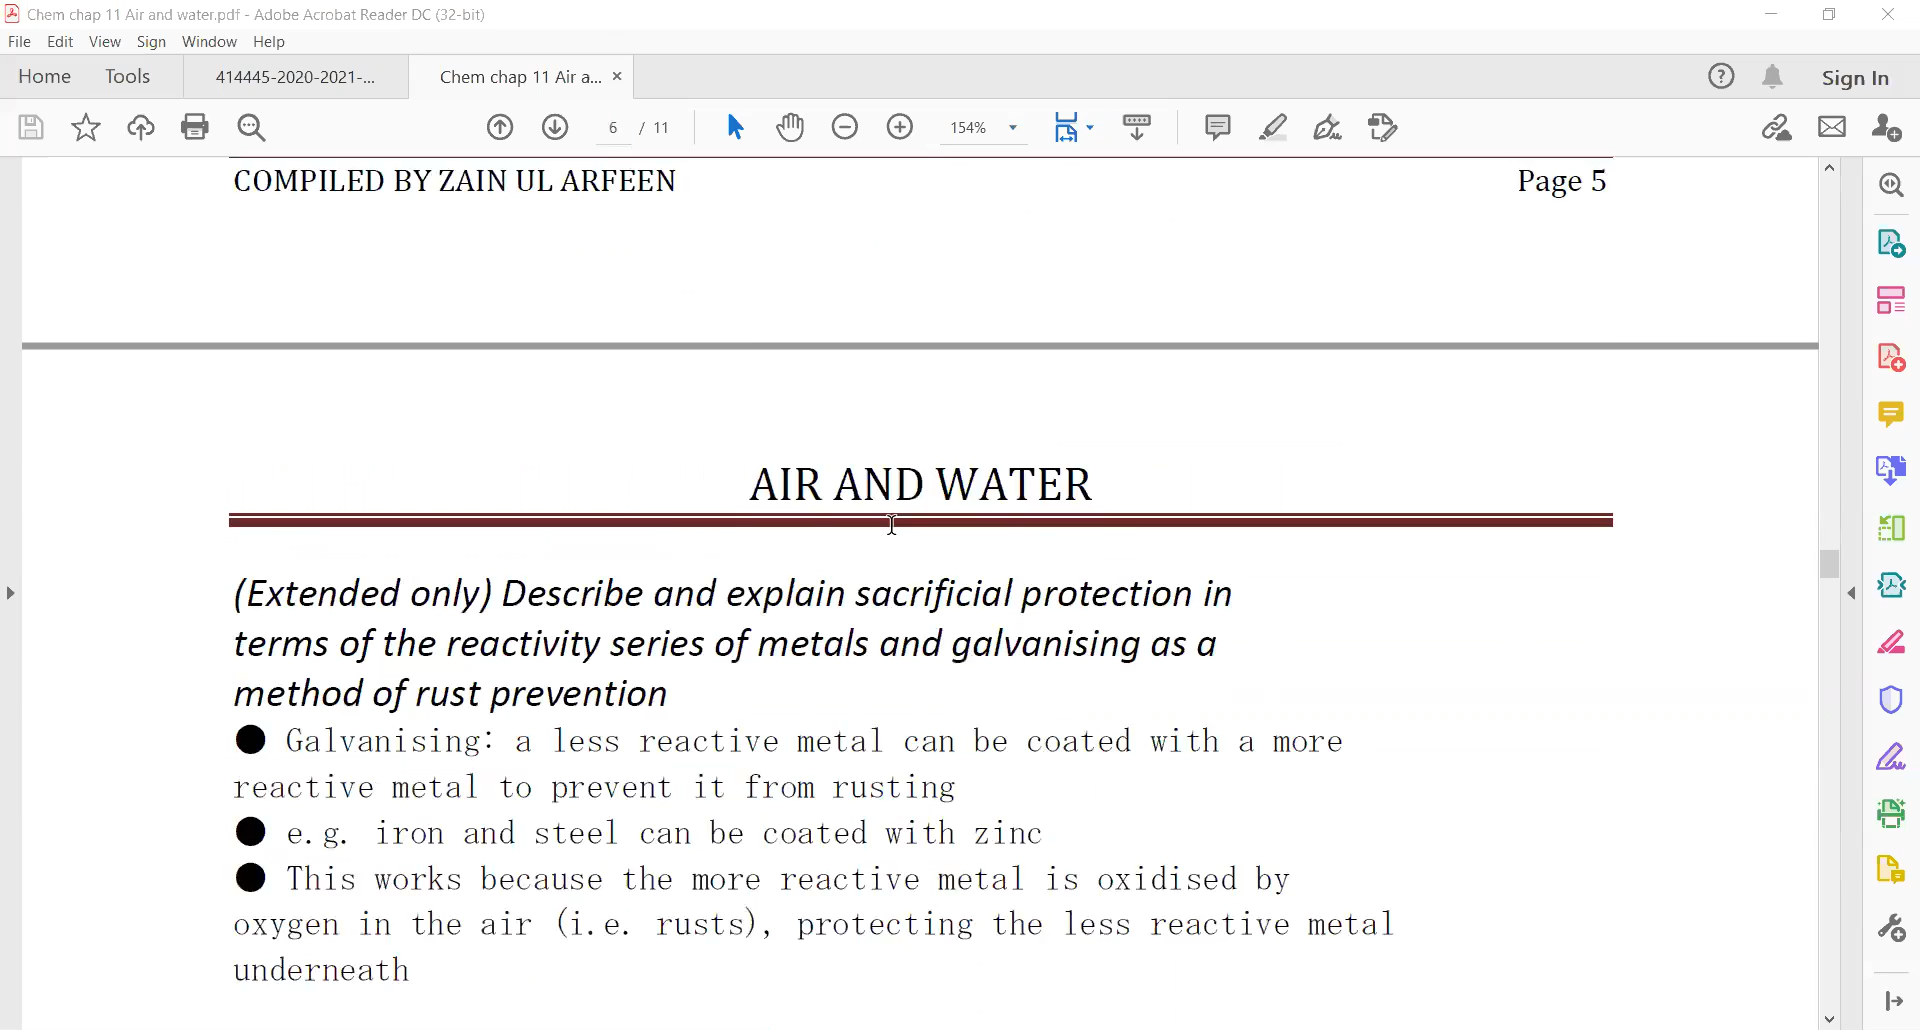 Chem chap 11 Air and water.pdf - Adobe Acrobat Reader DC (32-bit)
File Edit View Sign Window Help
Home Tools 414445-2020-2021-... Chem chap 11 Air a... × Sign In
6 / 11 154%
COMPILED BY ZAIN UL ARFEEN Page 5
AIR AND WATER
(Extended only) Describe and explain sacrificial protection in
terms of the reactivity series of metals and galvanising as a
method of rust prevention
● Galvanising: a less reactive metal can be coated with a more
reactive metal to prevent it from rusting
● e.g. iron and steel can be coated with zinc
● This works because the more reactive metal is oxidised by
oxygen in the air (i.e. rusts), protecting the less reactive metal
underneath